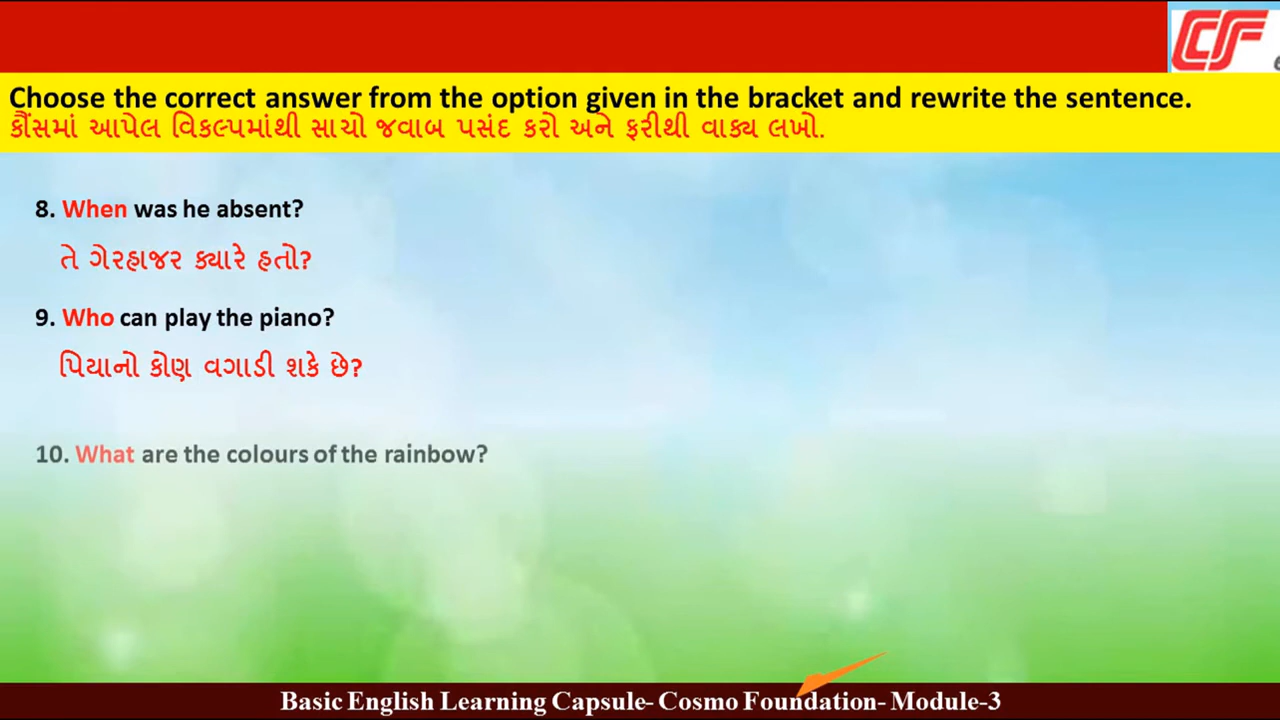 CF
Choose the correct answer from the option given in the bracket and rewrite the sentence.
કૌંસમાં આપેલ વિકલ્પમાંથી સાચો જવાબ પસંદ કરો અને ફરીથી વાક્ય લખો.
8. When was he absent?
તે ગેરહાજર ક્યારે હતો?
9. Who can play the piano?
પિયાનો કોણ વગાડી શકે છે?
10. What are the colours of the rainbow?
Basic English Learning Capsule- Cosmo Foundation- Module-3